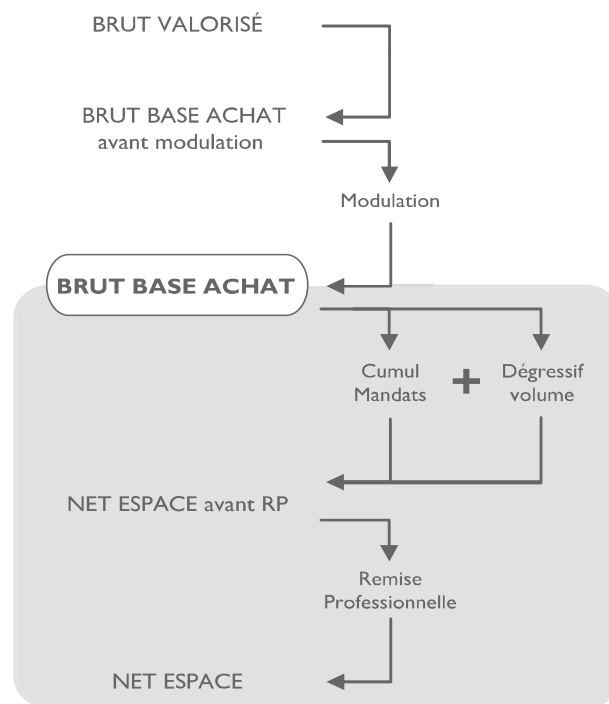 BRUT VALORISÉ
BRUT BASE ACHAT
avant modulation
Modulation
BRUT BASE ACHAT
Cumul
Mandats
+
Dégressif
volume
NET ESPACE avant RP
Remise
Professionnelle
NET ESPACE